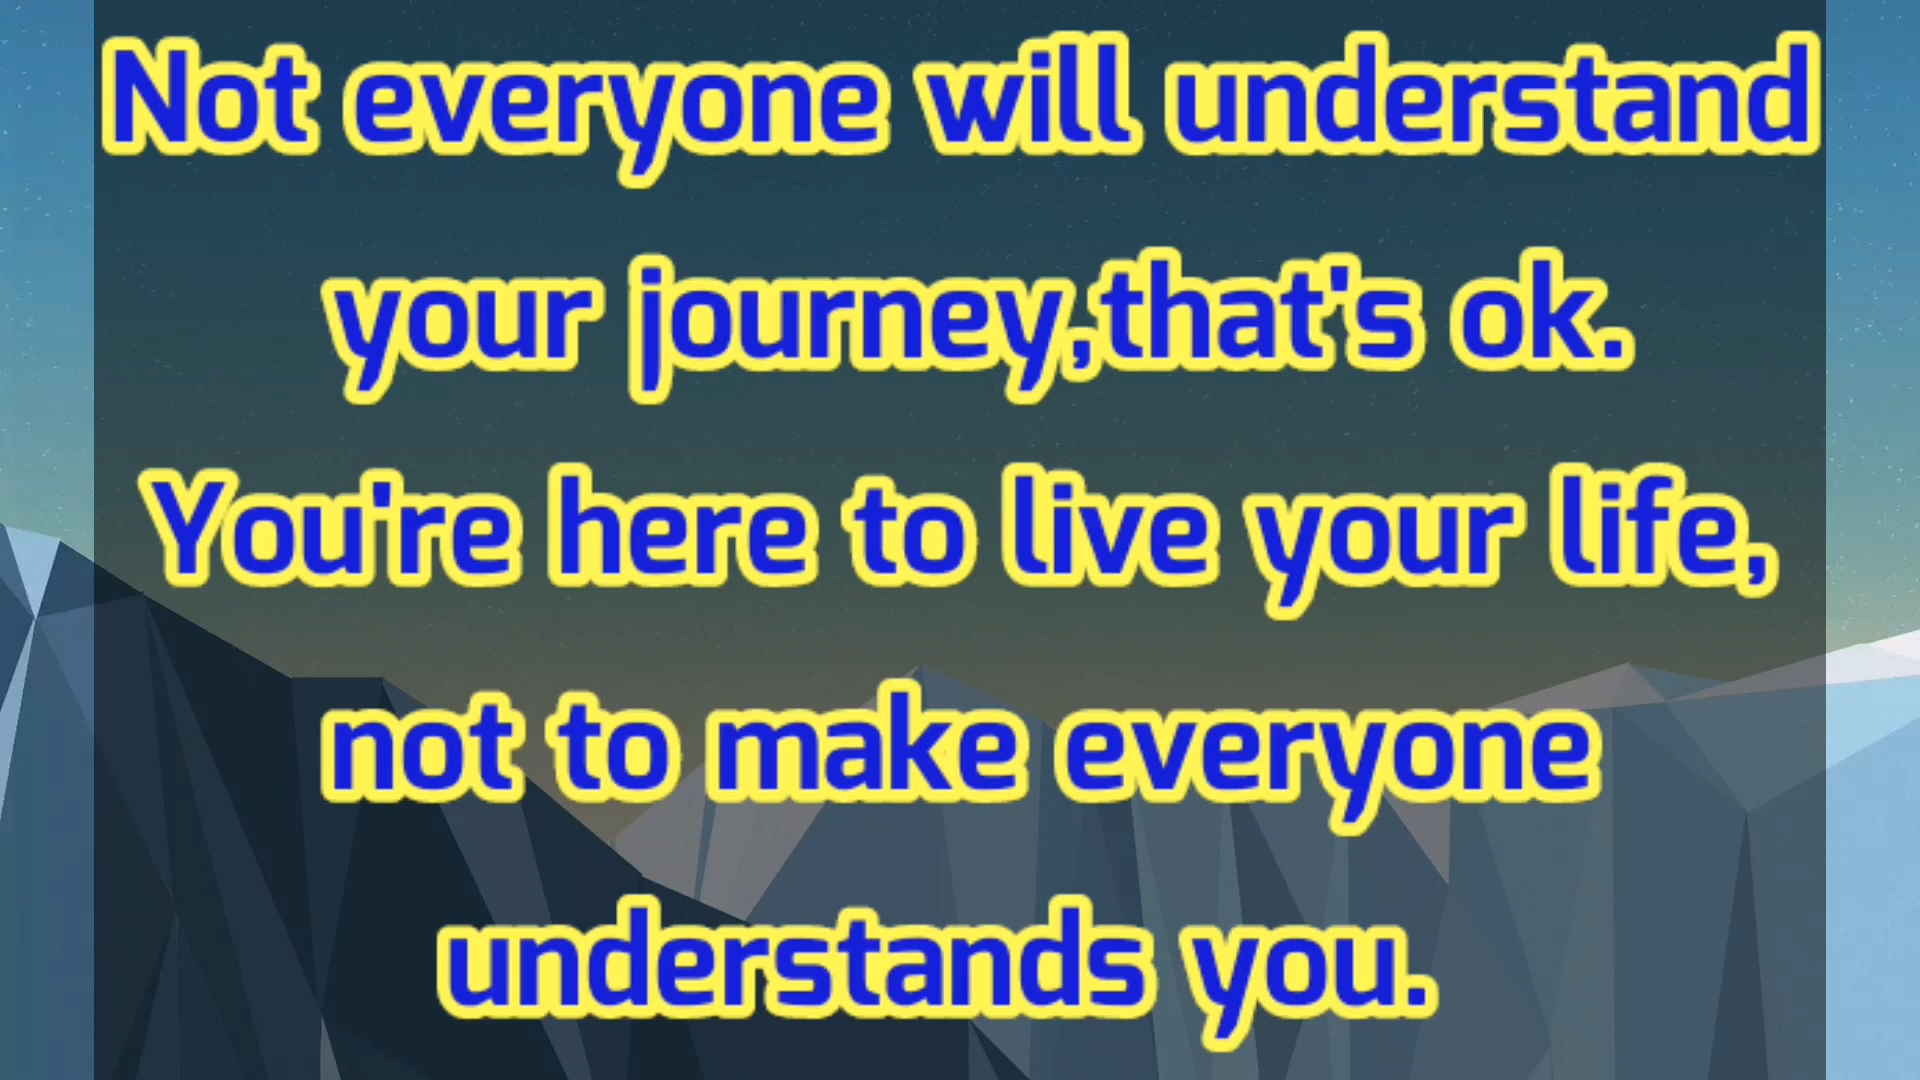 Not everyone will understand
your journey,that's ok.
You're here to live your life,
not to make everyone
understands you.